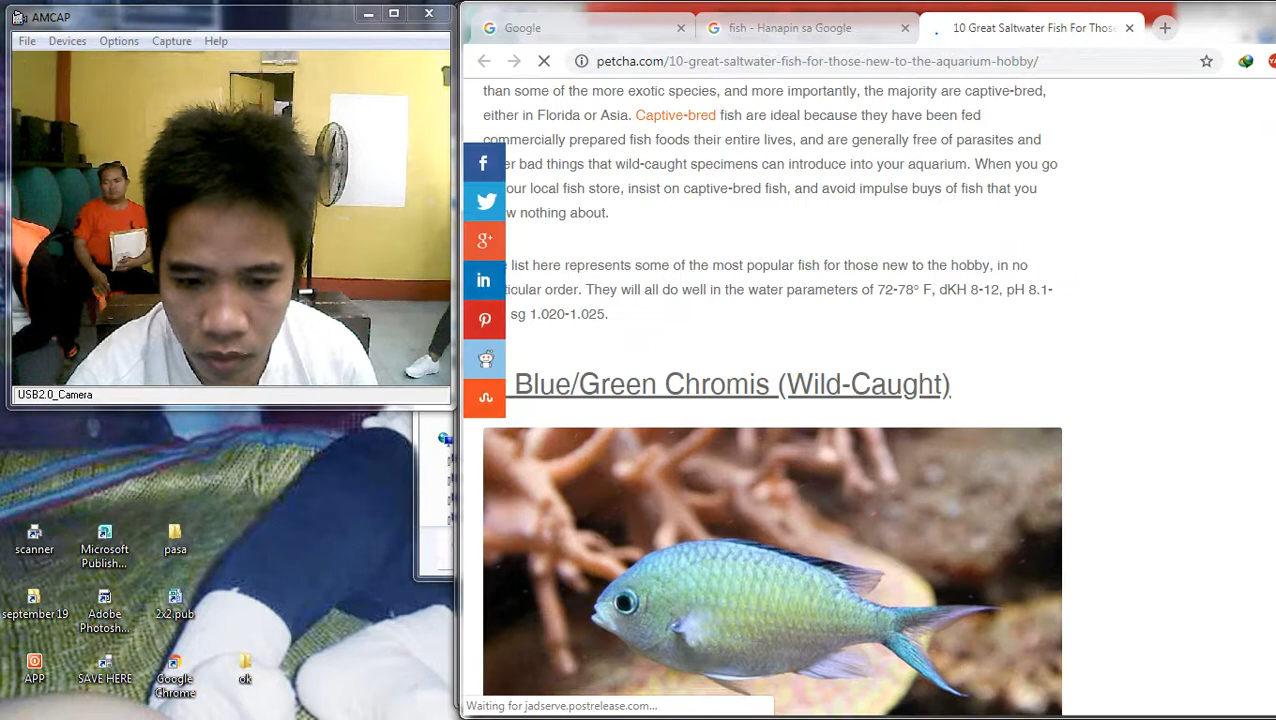 AMCAP
File Devices Options Capture Help
USB2.0_Camera
scanner
Microsoft Publish...
pasa
september 19
Adobe Photosh...
2x2.pub
APP
SAVE HERE
Google Chrome
ok
Google
fish - Hanapin sa Google
10 Great Saltwater Fish For Thos
petcha.com/10-great-saltwater-fish-for-those-new-to-the-aquarium-hobby/
than some of the more exotic species, and more importantly, the majority are captive-bred,
either in Florida or Asia. Captive-bred fish are ideal because they have been fed
commercially prepared fish foods their entire lives, and are generally free of parasites and
er bad things that wild-caught specimens can introduce into your aquarium. When you go
our local fish store, insist on captive-bred fish, and avoid impulse buys of fish that you
w nothing about.
list here represents some of the most popular fish for those new to the hobby, in no
ticular order. They will all do well in the water parameters of 72-78° F, dKH 8-12, pH 8.1-
sg 1.020-1.025.
Blue/Green Chromis (Wild-Caught)
Waiting for jadserve.postrelease.com...